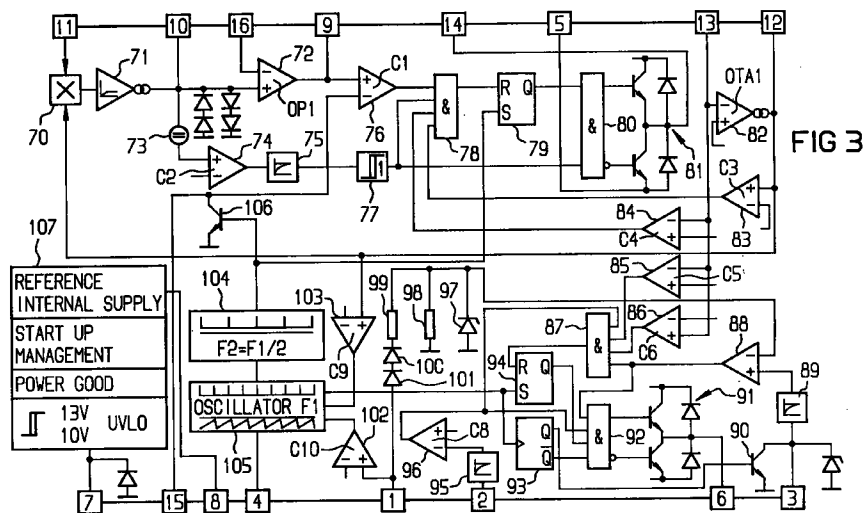 11 10 16 9 14 5 13 12
71 72 C1 OTA1
70 OP1 76 R Q & 82
73 74 75 78 S 79 80 81
C2 77 1 C3 83
FIG 3
106 84 C4
107 85 C5
REFERENCE
INTERNAL SUPPLY
START UP
MANAGEMENT
POWER GOOD
13V
10V UVLO
104
F2=F1/2
OSCILLATOR F1
105
103 C9
99 98 97
10C
101
102 C10
87 86 C6 88
94 R Q & 89
S
96 C8 & 92 91
95 Q Q 93 90
7 15 8 4 1 2 6 3